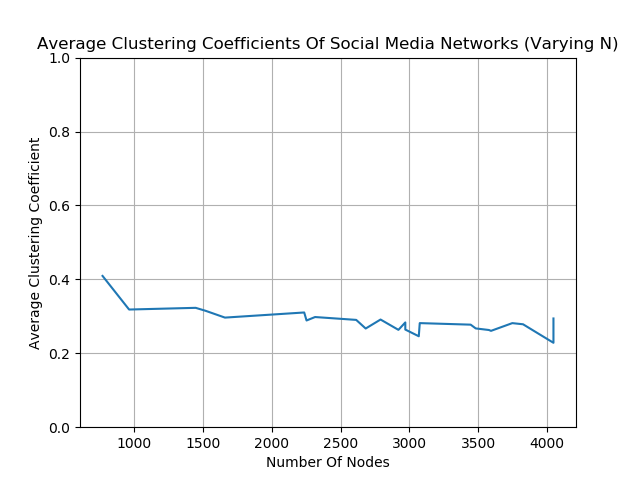 Average Clustering Coefficients Of Social Media Networks (Varying N)
1.0
0.8
0.6
0.4
0.2
0.0
Average Clustering Coefficient
1000 1500 2000 2500 3000 3500 4000
Number Of Nodes